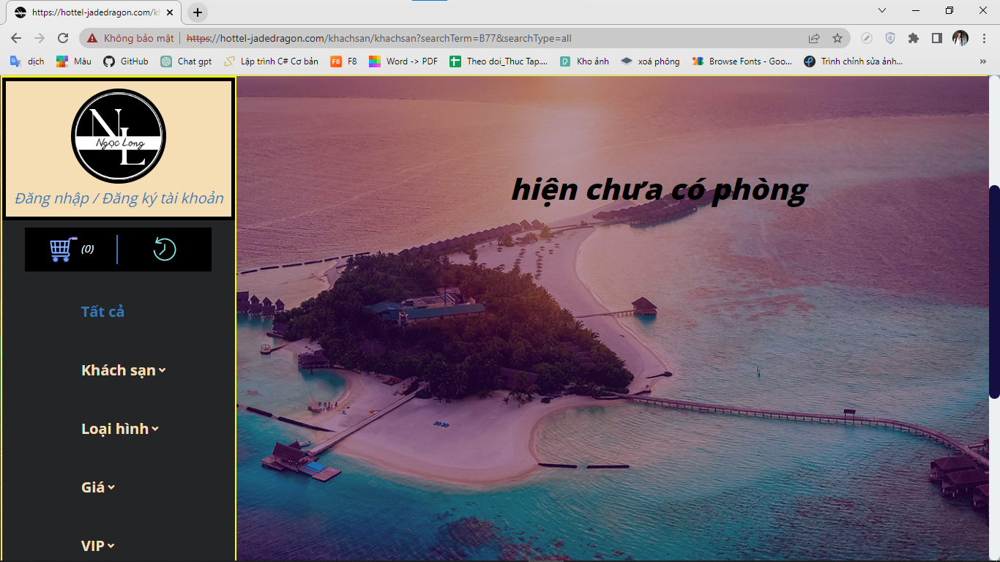 https://hottel-jadedragon.com/kh
Không bảo mật
https://hottel-jadedragon.com/khachsan/khachsan?searchTerm=B77&searchType=all
dịch
Màu
GitHub
Chat gpt
Lập trình C# Cơ bản
F8 F8
Word -> PDF
Theo doi_Thuc Tap....
Kho ảnh
xoá phông
Browse Fonts - Goo...
Trình chỉnh sửa ảnh...
»
NL
Ngọc Long
Đăng nhập / Đăng ký tài khoản
(0)
Tất cả
Khách sạn
Loại hình
Giá
VIP
hiện chưa có phòng